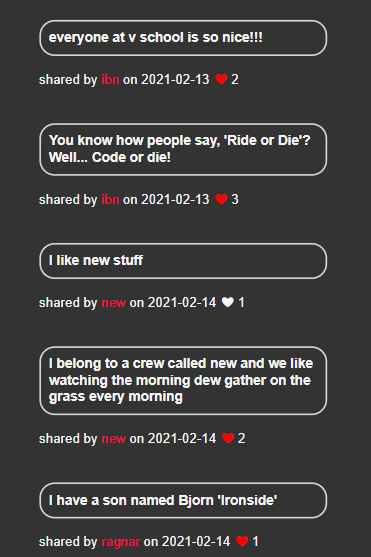 everyone at v school is so nice!!!
shared by ibn on 2021-02-13 2
You know how people say, 'Ride or Die'?
Well... Code or die!
shared by ibn on 2021-02-13 3
I like new stuff
shared by new on 2021-02-14 1
I belong to a crew called new and we like
watching the morning dew gather on the
grass every morning
shared by new on 2021-02-14 2
I have a son named Bjorn 'Ironside'
shared by ragnar on 2021-02-14 1